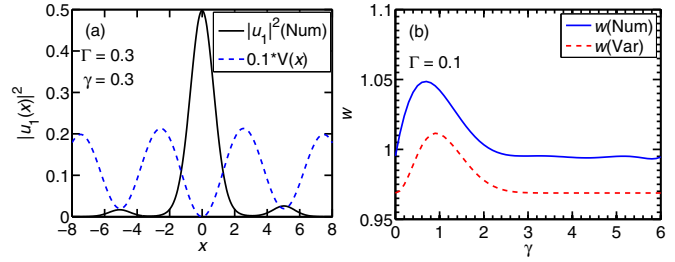 (a)
|u₁|²(Num)
0.1*V(x)
Γ = 0.3
γ = 0.3
|u₁(x)|²
0.5
0.4
0.3
0.2
0.1
0
−8 −6 −4 −2 0 2 4 6 8
x
(b)
w(Num)
w(Var)
Γ = 0.1
w
1.1
1.05
1
0.95
0 1 2 3 4 5 6
γ